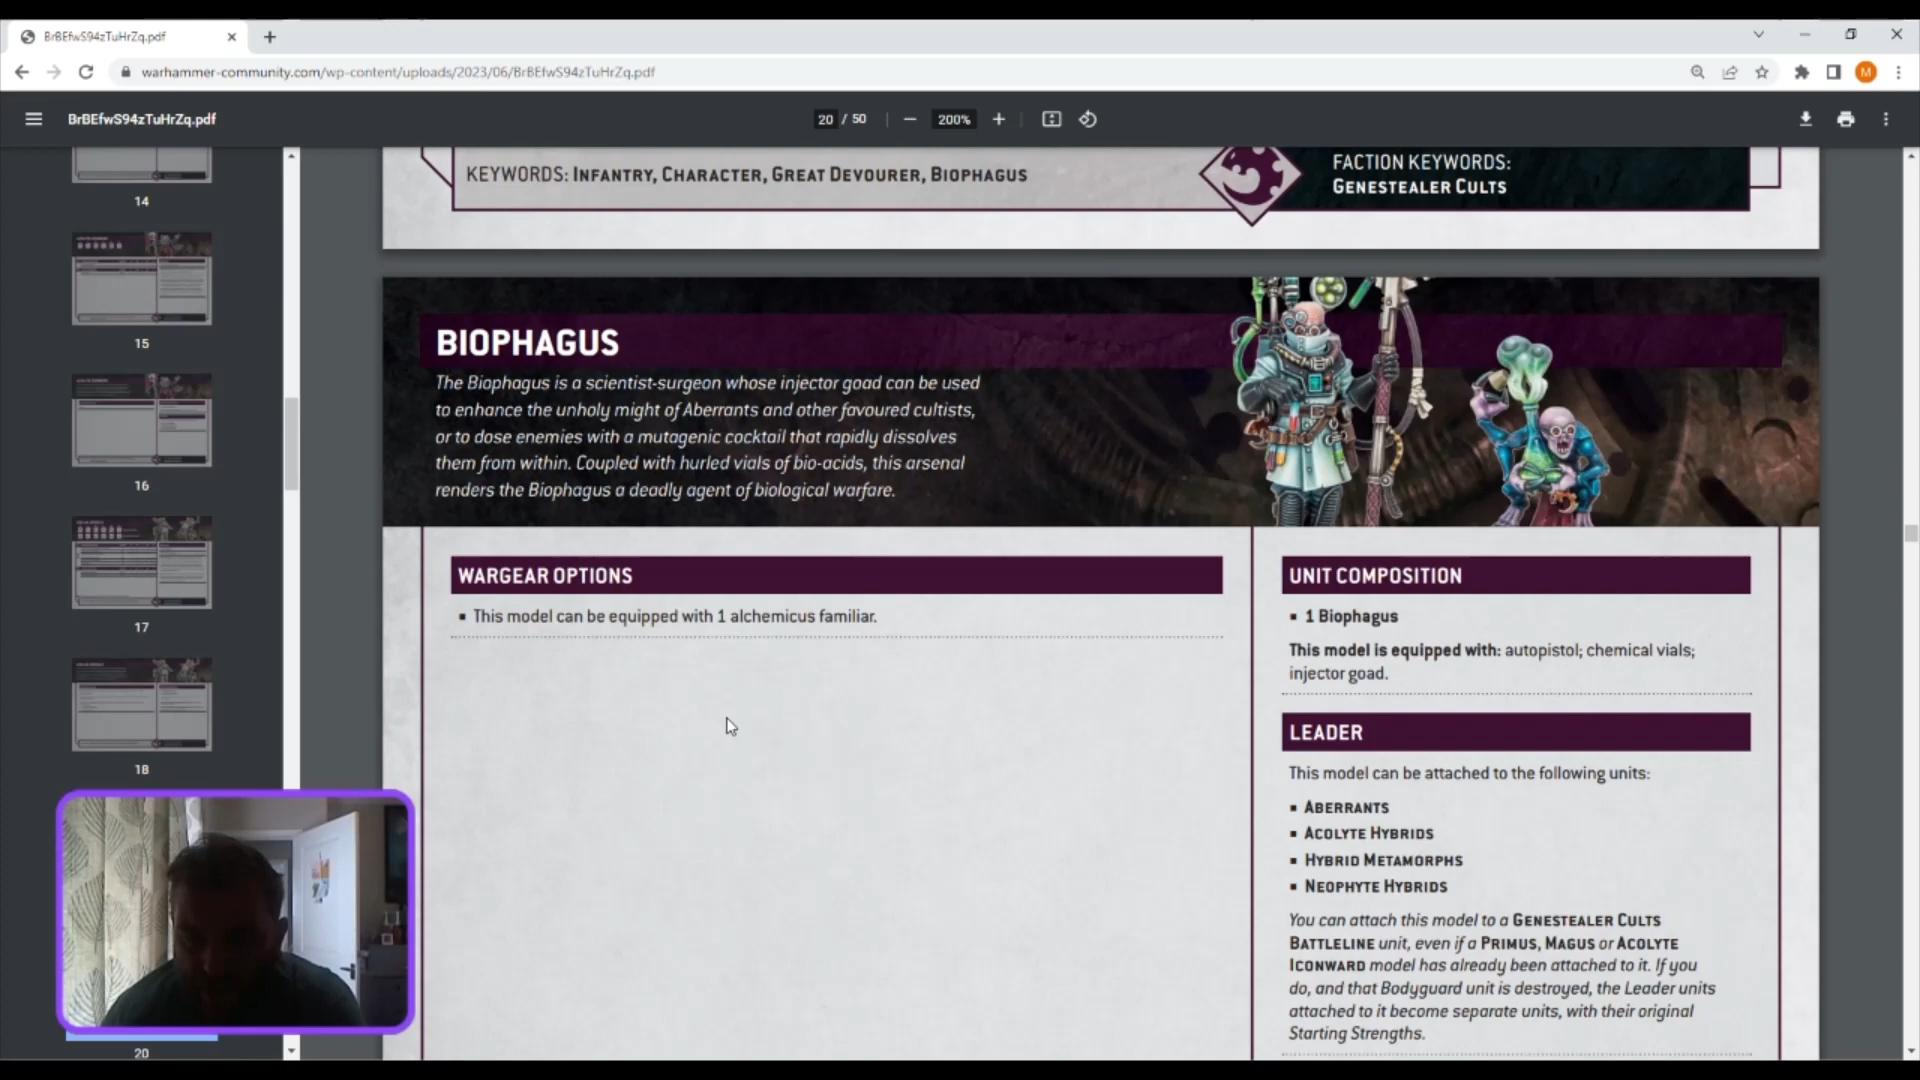 BrBEfwS94zTuHrZq.pdf
warhammer-community.com/wp-content/uploads/2023/06/BrBEfwS94zTuHrZq.pdf
M
BrBEfwS94zTuHrZq.pdf
20 / 50
200%
14
15
16
17
18
20
KEYWORDS: INFANTRY, CHARACTER, GREAT DEVOURER, BIOPHAGUS
FACTION KEYWORDS:
GENESTEALER CULTS
BIOPHAGUS
The Biophagus is a scientist-surgeon whose injector goad can be used
to enhance the unholy might of Aberrants and other favoured cultists,
or to dose enemies with a mutagenic cocktail that rapidly dissolves
them from within. Coupled with hurled vials of bio-acids, this arsenal
renders the Biophagus a deadly agent of biological warfare.
WARGEAR OPTIONS
▪ This model can be equipped with 1 alchemicus familiar.
UNIT COMPOSITION
▪ 1 Biophagus
This model is equipped with: autopistol; chemical vials;
injector goad.
LEADER
This model can be attached to the following units:
▪ ABERRANTS
▪ ACOLYTE HYBRIDS
▪ HYBRID METAMORPHS
▪ NEOPHYTE HYBRIDS
You can attach this model to a GENESTEALER CULTS
BATTLELINE unit, even if a PRIMUS, MAGUS or ACOLYTE
ICONWARD model has already been attached to it. If you
do, and that Bodyguard unit is destroyed, the Leader units
attached to it become separate units, with their original
Starting Strengths.